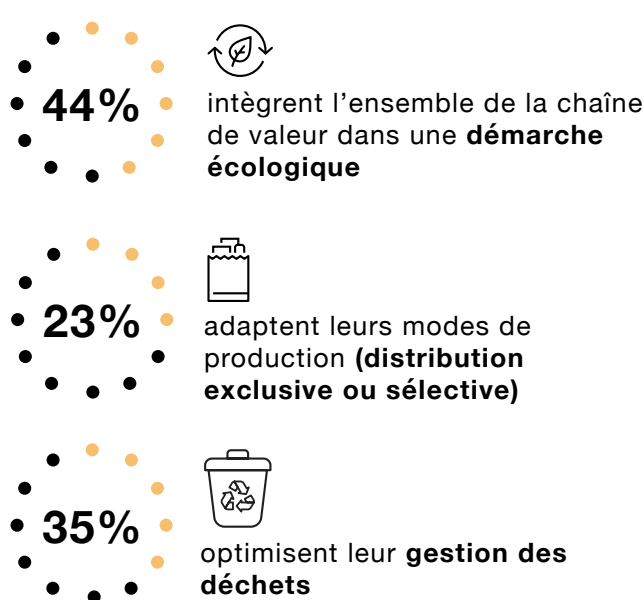 44%
intègrent l’ensemble de la chaîne
de valeur dans une démarche
écologique
23%
adaptent leurs modes de
production (distribution
exclusive ou sélective)
35%
optimisent leur gestion des
déchets